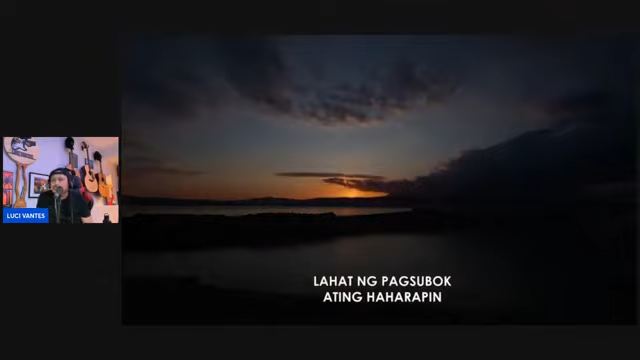 LUCI VANTES
LAHAT NG PAGSUBOK
ATING HAHARAPIN